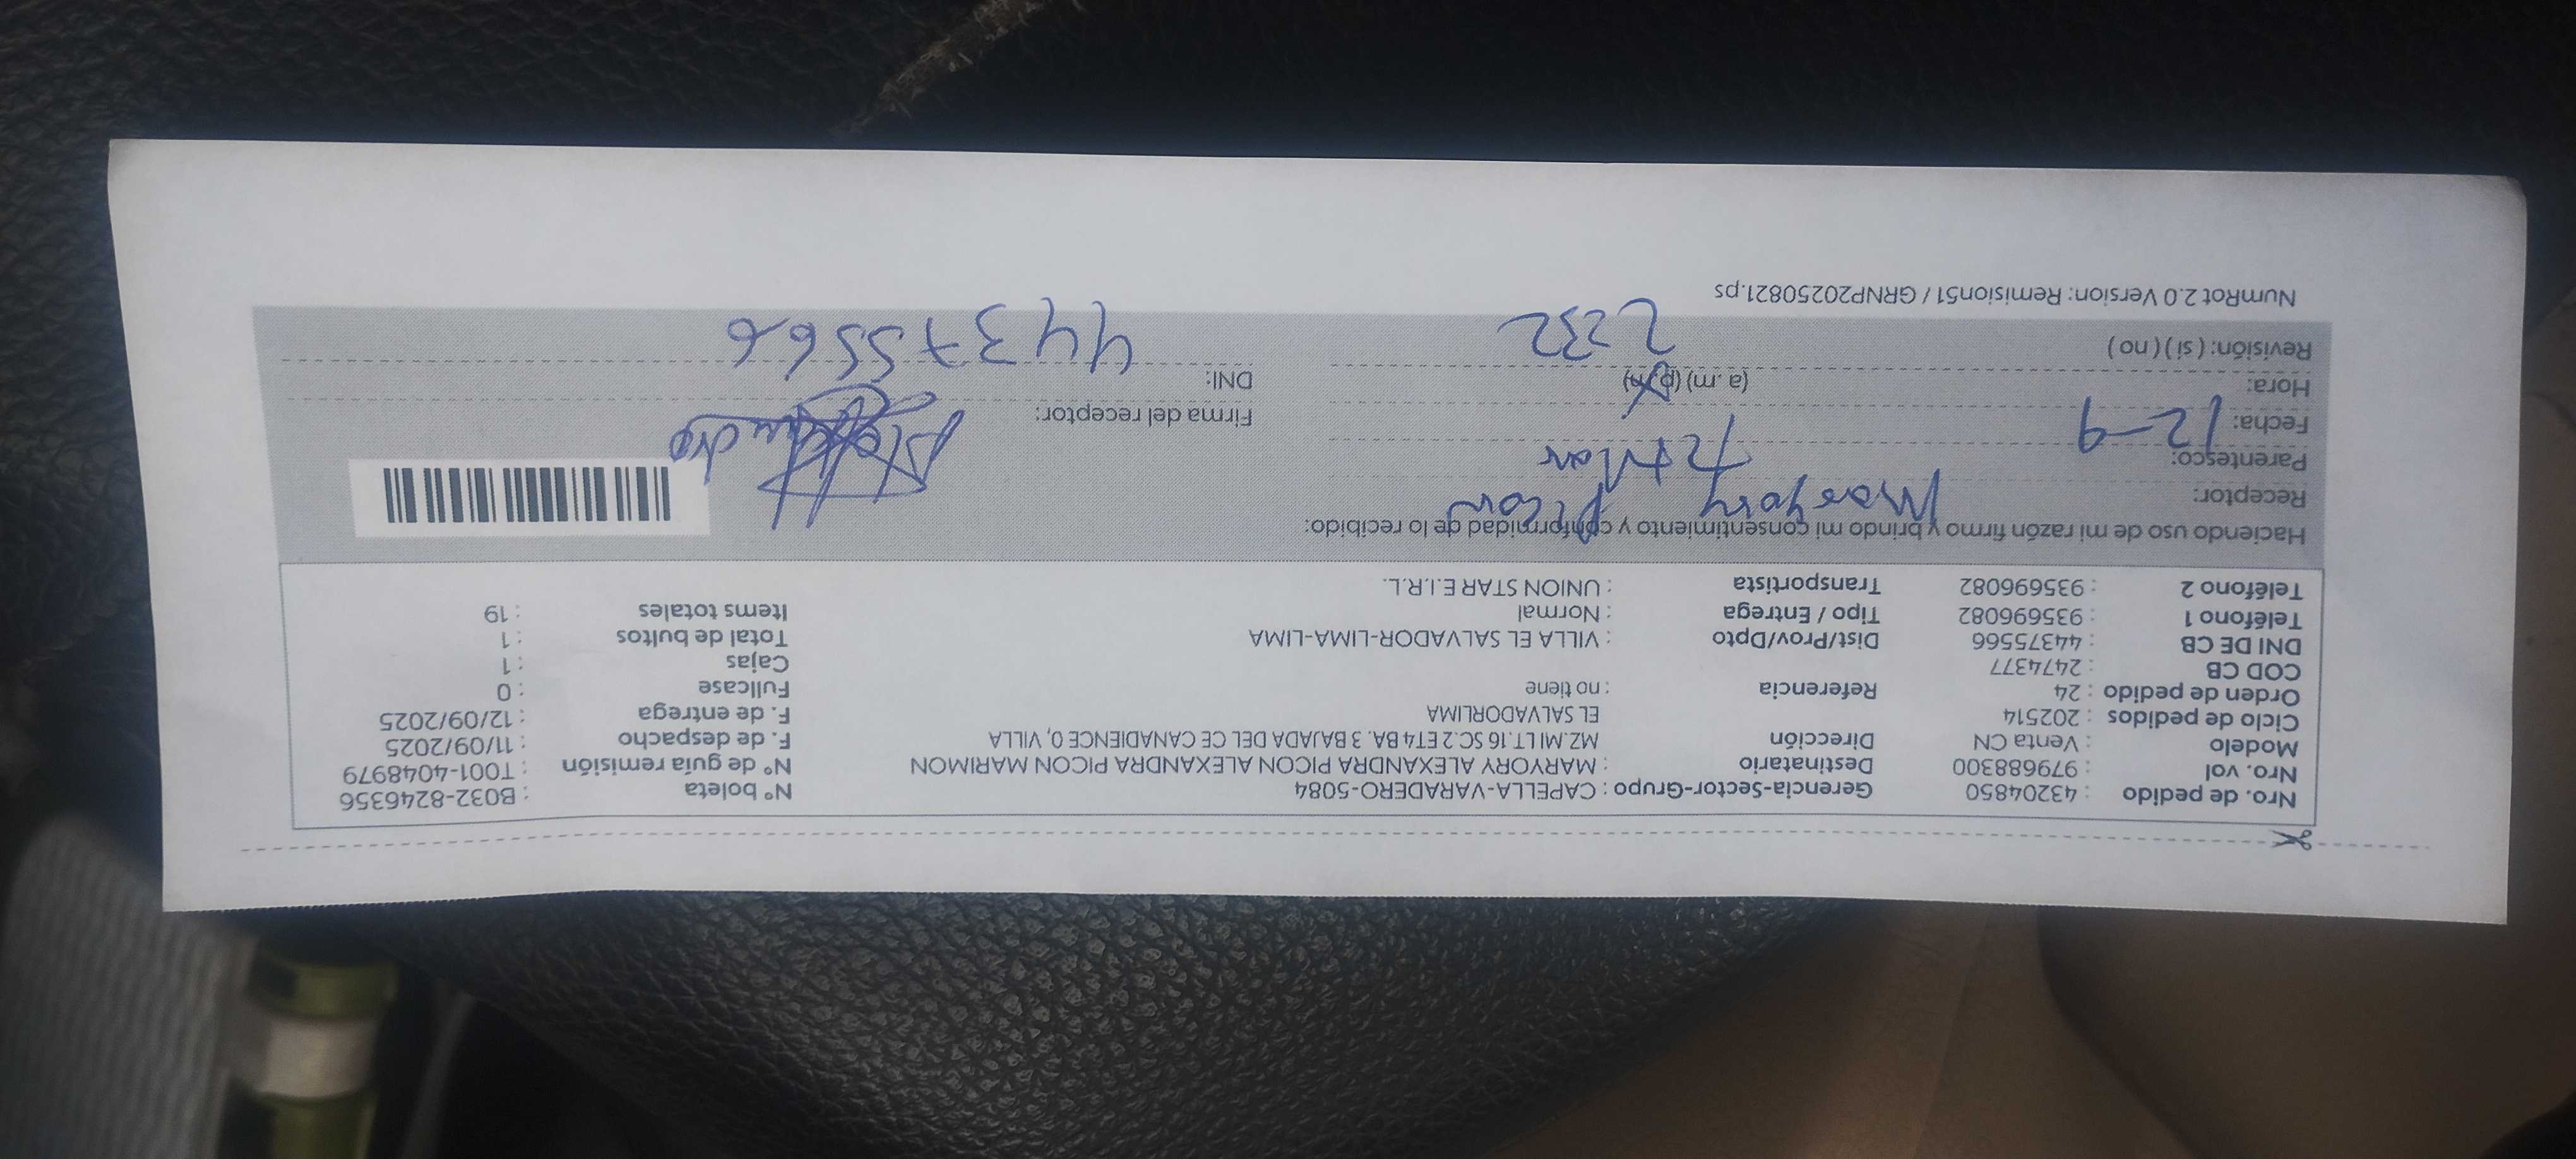 Nro. de pedido : 43204850 Gerencia-Sector-Grupo : CAPELLA-VARADERO-5084 Nº boleta : B032-8246356
Nro. vol : 979688300 Destinatario : MARYORY ALEXANDRA PICON ALEXANDRA PICON MARIMON Nº de guía remisión : T001-4048979
Modelo : Venta CN Dirección MZ.MI LT.16 SC.2 ET4 BA. 3 BAJADA DEL CE CANADIENCE 0, VILLA F. de despacho : 11/09/2025
Ciclo de pedidos : 202514 EL SALVADORLIMA F. de entrega : 12/09/2025
Orden de pedido : 24 Referencia : no tiene Fullcase : 0
COD CB : 2474377 Cajas : 1
DNI DE CB : 44375566 Dist/Prov/Dpto : VILLA EL SALVADOR-LIMA-LIMA Total de bultos : 1
Teléfono 1 : 935696082 Tipo / Entrega : Normal Items totales : 19
Teléfono 2 : 935696082 Transportista : UNION STAR E.I.R.L.
Haciendo uso de mi razón firmo y brindo mi consentimiento y conformidad de lo recibido:
Receptor: Maryory Picon
Parentesco:
Fecha: 12-9 Firma del receptor:
Hora: (a. m) (p. m) DNI: 44375566
Revisión: ( si ) ( no )
NumRot 2.0 Version: Remision51 / GRNP20250821.ps